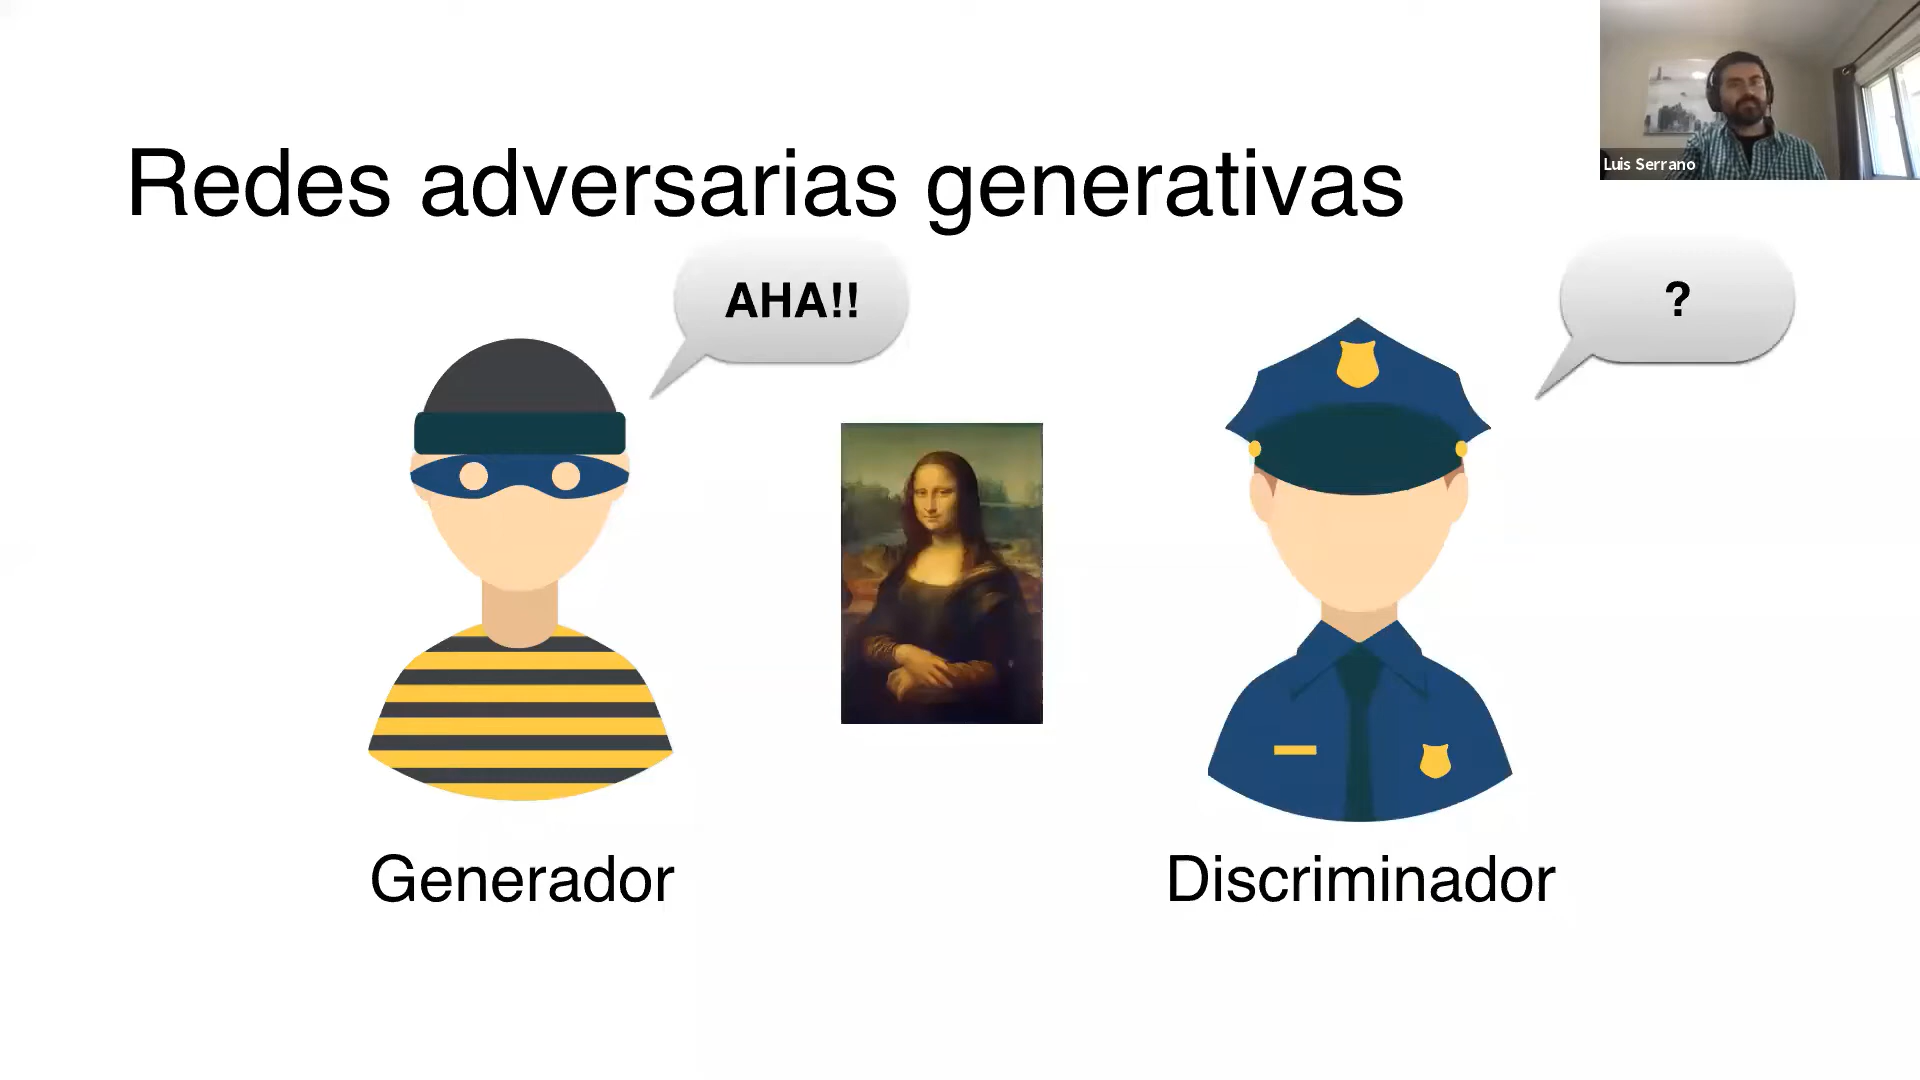 Redes adversarias generativas
Luis Serrano
AHA!!
?
Generador
Discriminador